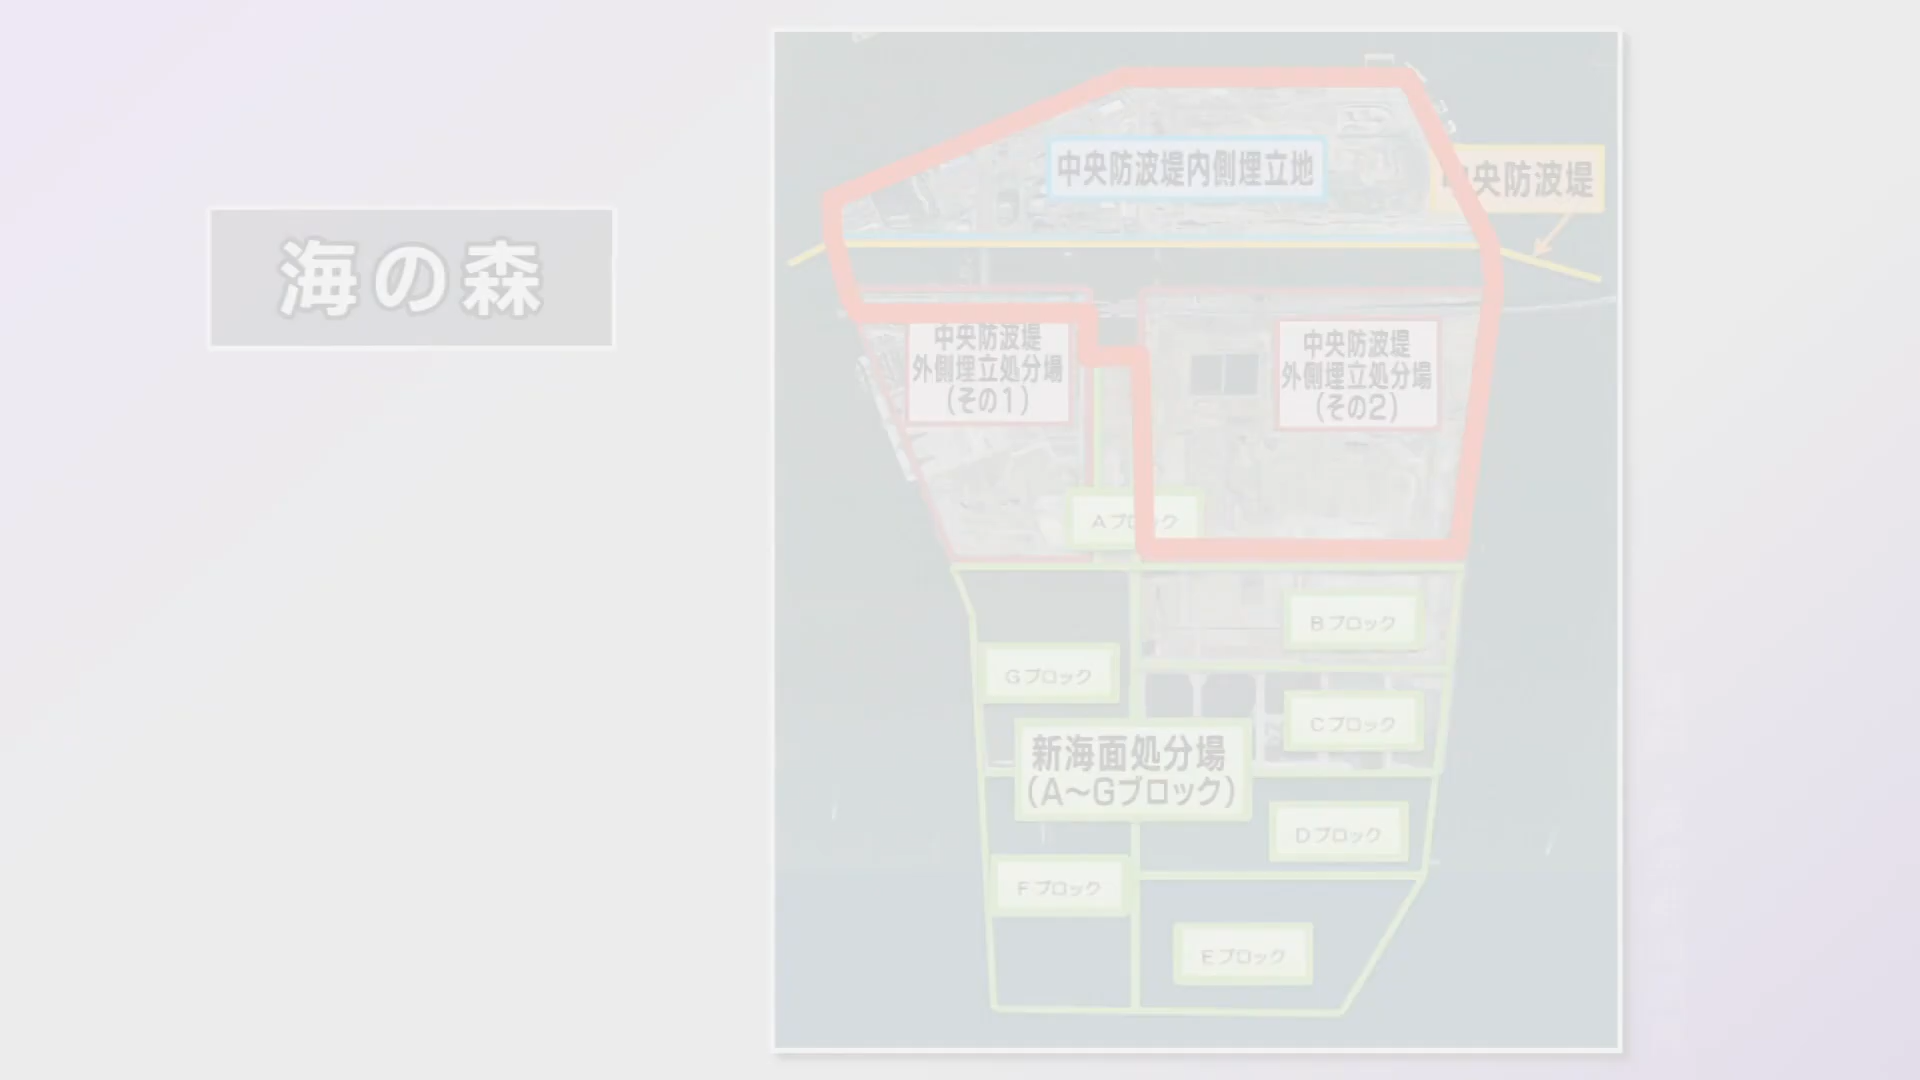 海の森
中央防波堤内側埋立地
中央防波堤
中央防波堤
外側埋立処分場
(その1)
中央防波堤
外側埋立処分場
(その2)
Aブロック
Bブロック
Gブロック
Cブロック
新海面処分場
(A〜Gブロック)
Dブロック
Fブロック
Eブロック